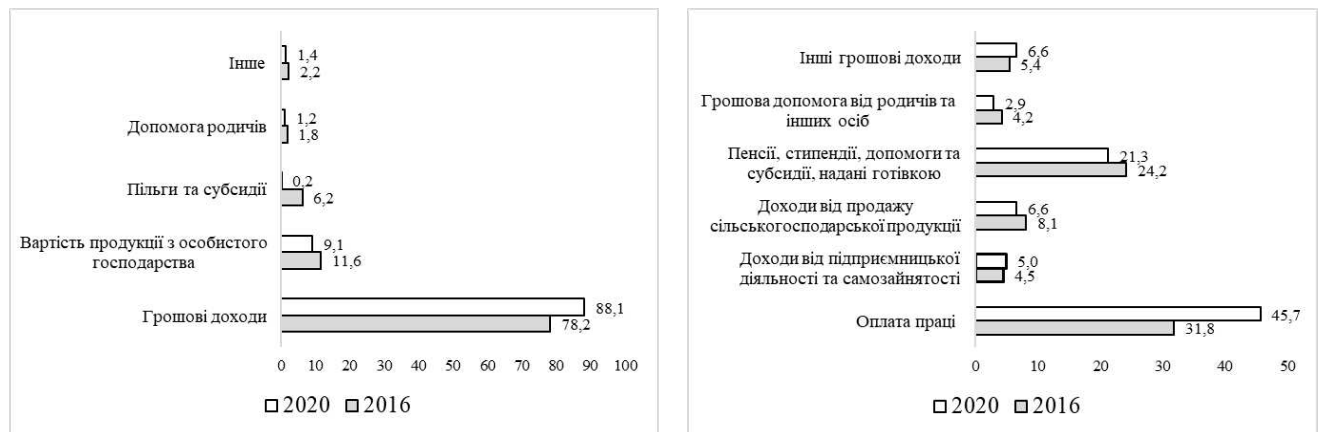 Інше
1,4
2,2
Допомога родичів
1,2
1,8
Пільги та субсидії
0,2
6,2
Вартість продукції з особистого
господарства
9,1
11,6
Грошові доходи
88,1
78,2
0 10 20 30 40 50 60 70 80 90 100
2020 2016
Інші грошові доходи
6,6
5,4
Грошова допомога від родичів та
інших осіб
2,9
4,2
Пенсії, стипендії, допомоги та
субсидії, надані готівкою
21,3
24,2
Доходи від продажу
сільськогосподарської продукції
6,6
8,1
Доходи від підприємницької
діяльності та самозайнятості
5,0
4,5
Оплата праці
45,7
31,8
0 10 20 30 40 50
2020 2016